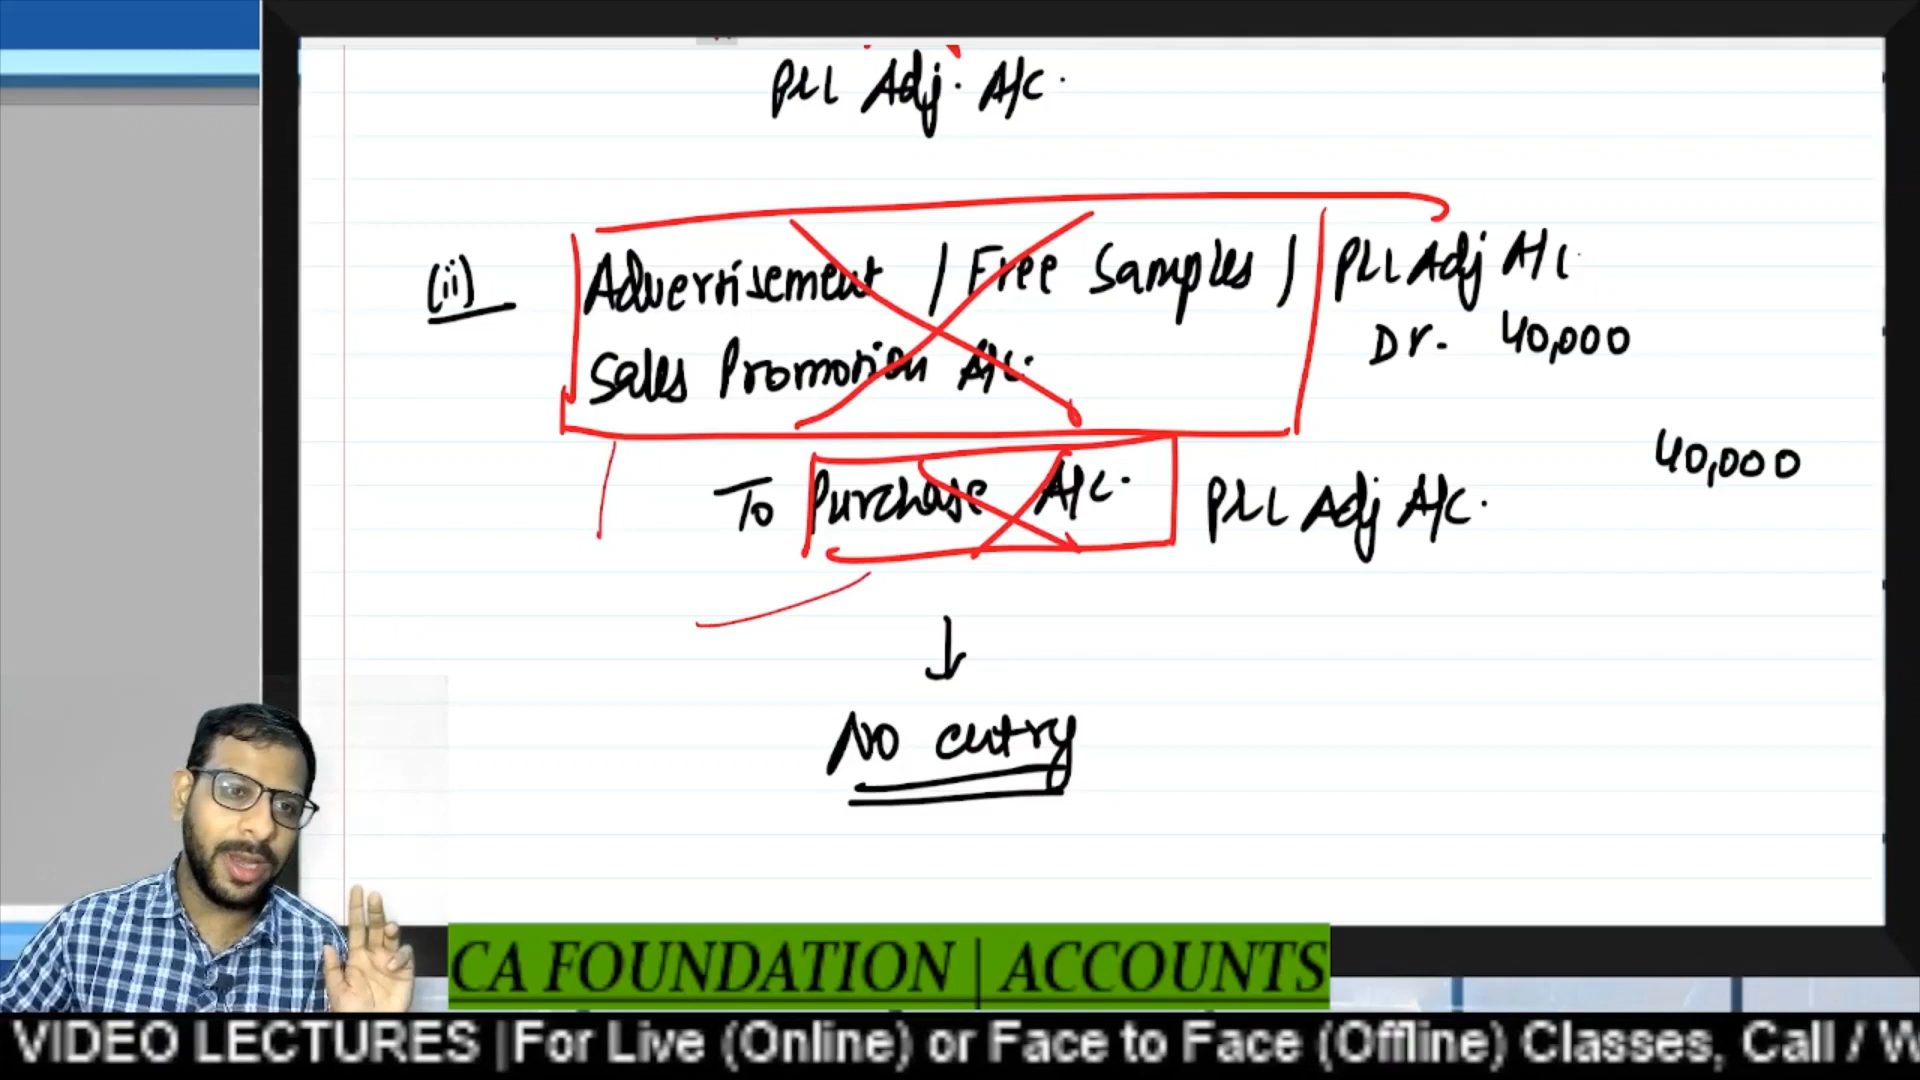 P&L Adj. A/c.
(ii) Advertisement / Free Samples / P&L Adj A/c.
Sales Promotion A/c. Dr. 40,000
To Purchase A/c. P&L Adj A/c. 40,000
No entry
CA FOUNDATION | ACCOUNTS
VIDEO LECTURES | For Live (Online) or Face to Face (Offline) Classes, Call / W